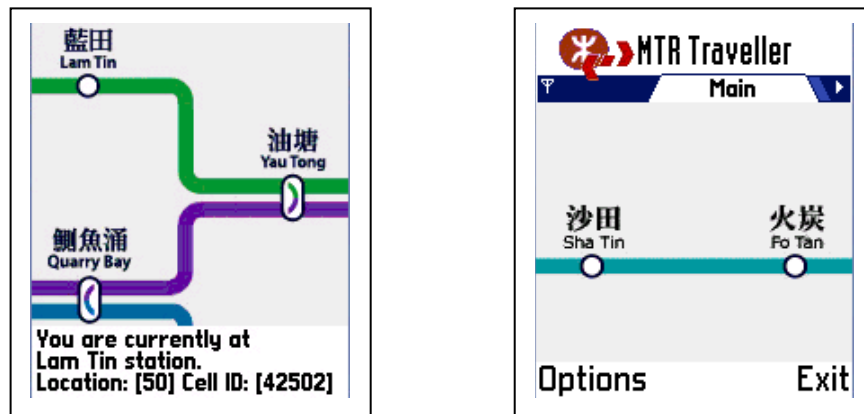 藍田
Lam Tin
油塘
Yau Tong
鰂魚涌
Quarry Bay
You are currently at
Lam Tin station.
Location: [50] Cell ID: [42502]
MTR Traveller
Main
沙田
Sha Tin
火炭
Fo Tan
Options
Exit